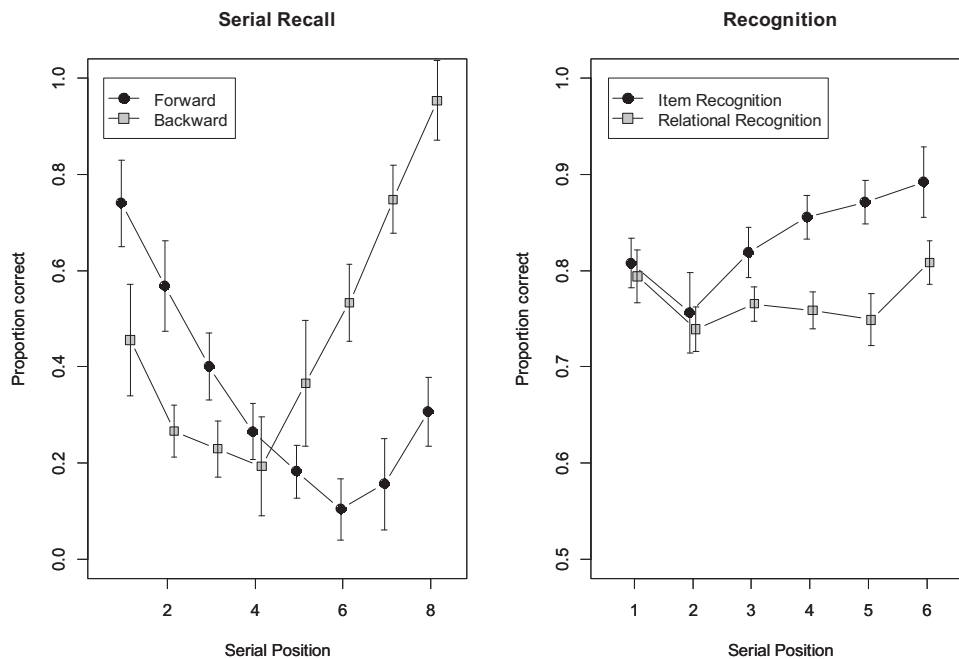 Serial Recall
Forward
Backward
Proportion correct
1.0
0.8
0.6
0.4
0.2
0.0
2 4 6 8
Serial Position
Recognition
Item Recognition
Relational Recognition
Proportion correct
1.0
0.9
0.8
0.7
0.6
0.5
1 2 3 4 5 6
Serial Position